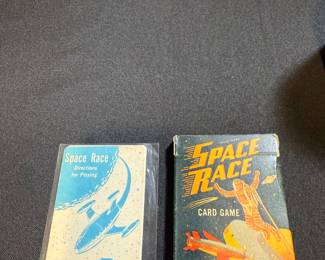 Space Race
Directions
for Playing
SPACE
RACE
CARD GAME